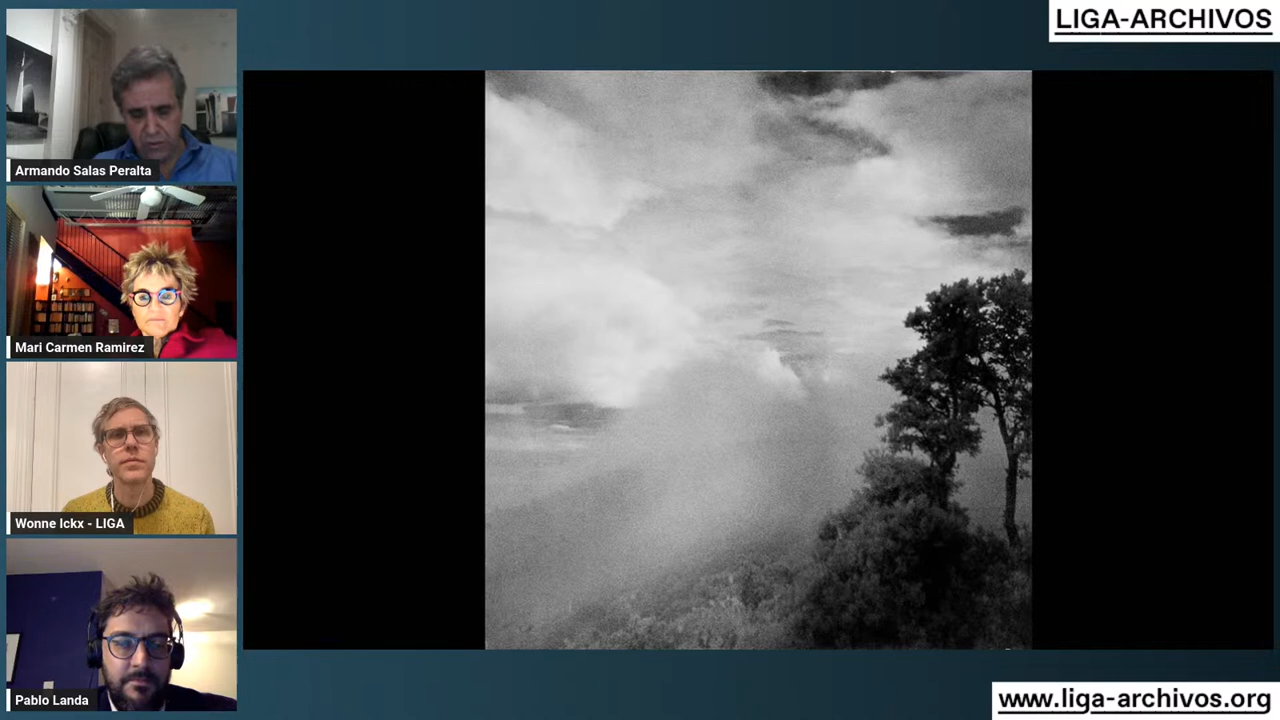 LIGA-ARCHIVOS
Armando Salas Peralta
Mari Carmen Ramirez
Wonne Ickx - LIGA
Pablo Landa
www.liga-archivos.org